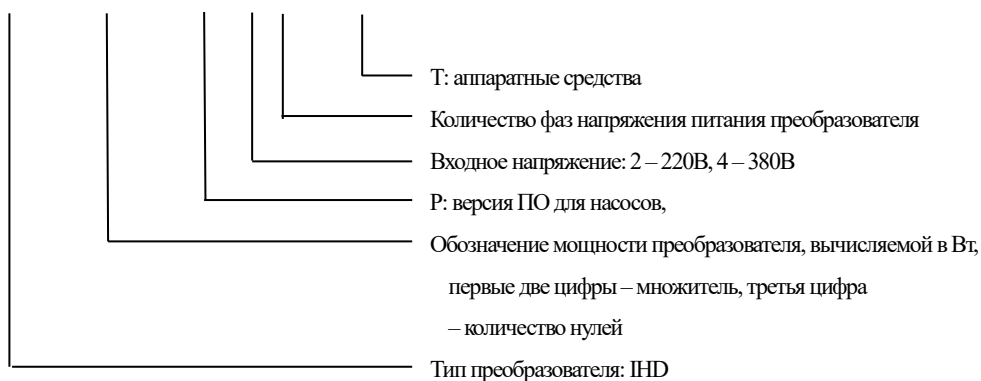 Т: аппаратные средства
Количество фаз напряжения питания преобразователя
Входное напряжение: 2 – 220В, 4 – 380В
Р: версия ПО для насосов,
Обозначение мощности преобразователя, вычисляемой в Вт,
первые две цифры – множитель, третья цифра
– количество нулей
Тип преобразователя: IHD